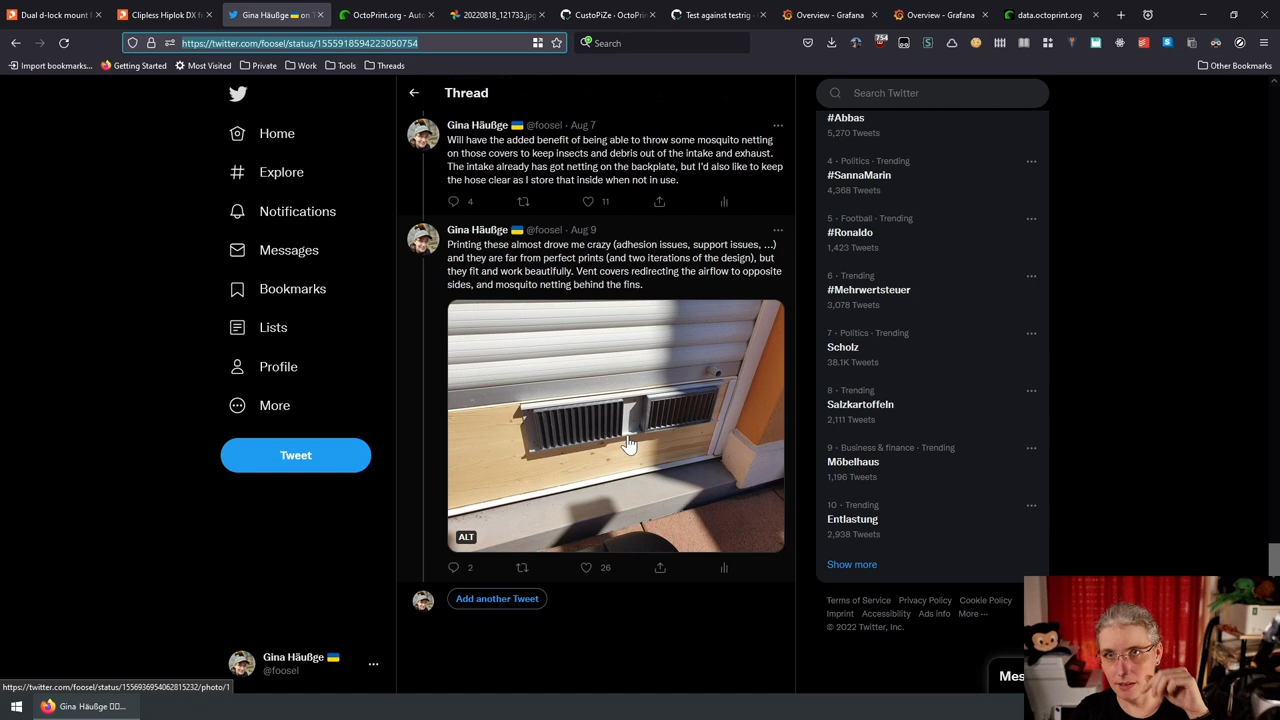 Dual d-lock mount
Clipless Hiplok DX fr
Gina Häußge 🇺🇦 on T
OctoPrint.org - Auto
20220818_121733.jpg
CustoPiZe · OctoPri
Test against testrig ·
Overview - Grafana
Overview - Grafana
data.octoprint.org
https://twitter.com/foosel/status/1555918594223050754
Search
754
Import bookmarks...
Getting Started
Most Visited
Private
Work
Tools
Threads
Other Bookmarks
Home
Explore
Notifications
Messages
Bookmarks
Lists
Profile
More
Tweet
Gina Häußge 🇺🇦
@foosel
Thread
Gina Häußge 🇺🇦 @foosel · Aug 7
Will have the added benefit of being able to throw some mosquito netting
on those covers to keep insects and debris out of the intake and exhaust.
The intake already has got netting on the backplate, but I'd also like to keep
the hose clear as I store that inside when not in use.
4
11
Gina Häußge 🇺🇦 @foosel · Aug 9
Printing these almost drove me crazy (adhesion issues, support issues, ...)
and they are far from perfect prints (and two iterations of the design), but
they fit and work beautifully. Vent covers redirecting the airflow to opposite
sides, and mosquito netting behind the fins.
ALT
2
26
Add another Tweet
Search Twitter
#Abbas
5,270 Tweets
4 · Politics · Trending
#SannaMarin
4,368 Tweets
5 · Football · Trending
#Ronaldo
1,423 Tweets
6 · Trending
#Mehrwertsteuer
3,078 Tweets
7 · Politics · Trending
Scholz
38.1K Tweets
8 · Trending
Salzkartoffeln
2,111 Tweets
9 · Business & finance · Trending
Möbelhaus
1,196 Tweets
10 · Trending
Entlastung
2,938 Tweets
Show more
Terms of Service Privacy Policy Cookie Policy
Imprint Accessibility Ads info More ···
© 2022 Twitter, Inc.
Mes
https://twitter.com/foosel/status/1556936954062815232/photo/1
Gina Häußge